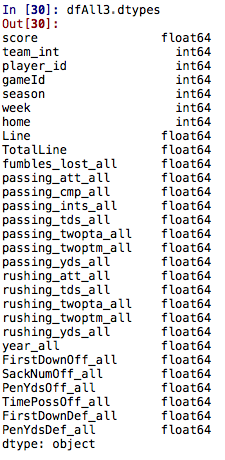 In [30]: dfAll3.dtypes
Out[30]:
score float64
team_int int64
player_id int64
gameId int64
season int64
week int64
home int64
Line float64
TotalLine float64
fumbles_lost_all float64
passing_att_all float64
passing_cmp_all float64
passing_ints_all float64
passing_tds_all float64
passing_twopta_all float64
passing_twoptm_all float64
passing_yds_all float64
rushing_att_all float64
rushing_tds_all float64
rushing_twopta_all float64
rushing_twoptm_all float64
rushing_yds_all float64
year_all float64
FirstDownOff_all float64
SackNumOff_all float64
PenYdsOff_all float64
TimePossOff_all float64
FirstDownDef_all float64
PenYdsDef_all float64
dtype: object